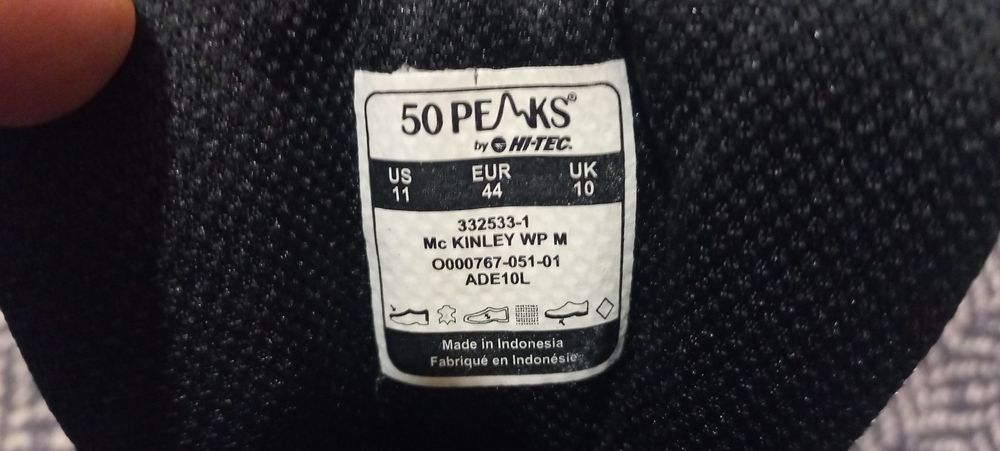 50 PEAKS®
by HI-TEC®
US EUR UK
11 44 10
332533-1
Mc KINLEY WP M
O000767-051-01
ADE10L
Made in Indonesia
Fabriqué en Indonésie